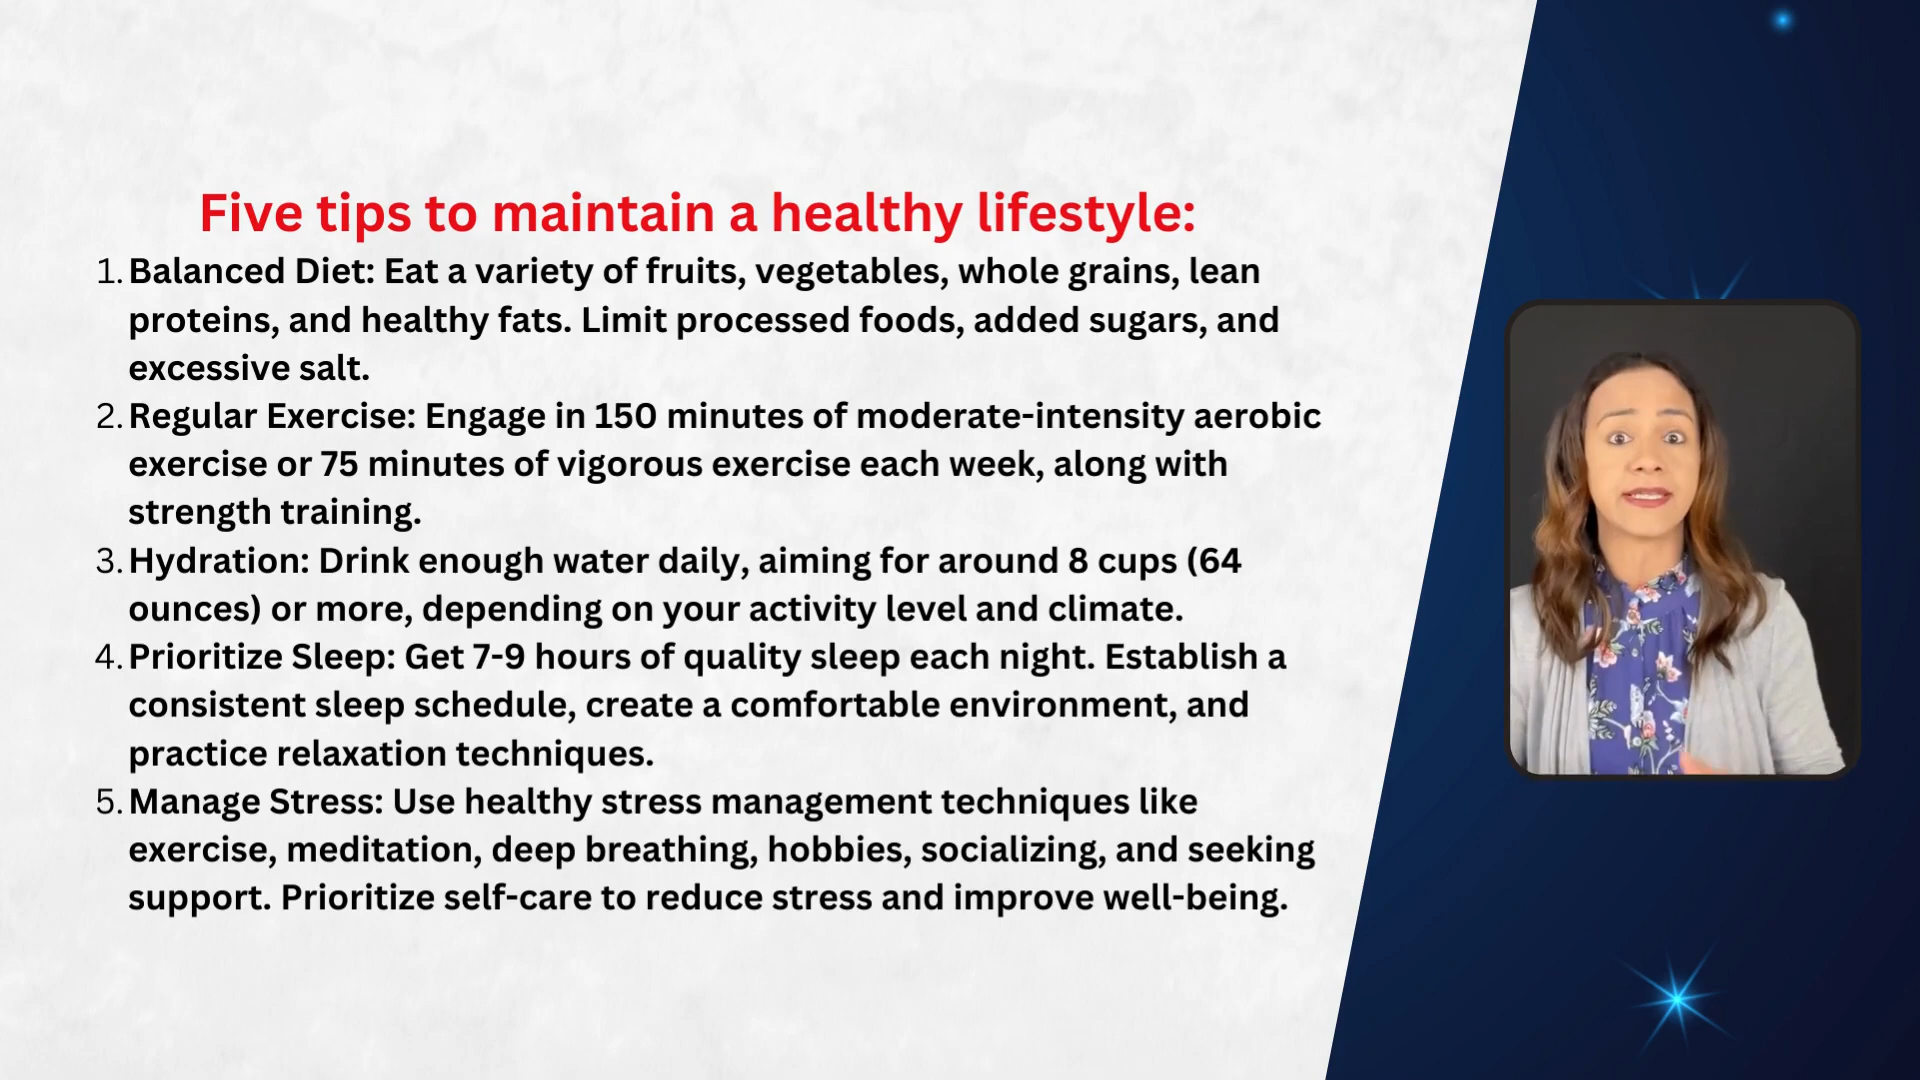 Five tips to maintain a healthy lifestyle:
1. Balanced Diet: Eat a variety of fruits, vegetables, whole grains, lean
proteins, and healthy fats. Limit processed foods, added sugars, and
excessive salt.
2. Regular Exercise: Engage in 150 minutes of moderate-intensity aerobic
exercise or 75 minutes of vigorous exercise each week, along with
strength training.
3. Hydration: Drink enough water daily, aiming for around 8 cups (64
ounces) or more, depending on your activity level and climate.
4. Prioritize Sleep: Get 7-9 hours of quality sleep each night. Establish a
consistent sleep schedule, create a comfortable environment, and
practice relaxation techniques.
5. Manage Stress: Use healthy stress management techniques like
exercise, meditation, deep breathing, hobbies, socializing, and seeking
support. Prioritize self-care to reduce stress and improve well-being.